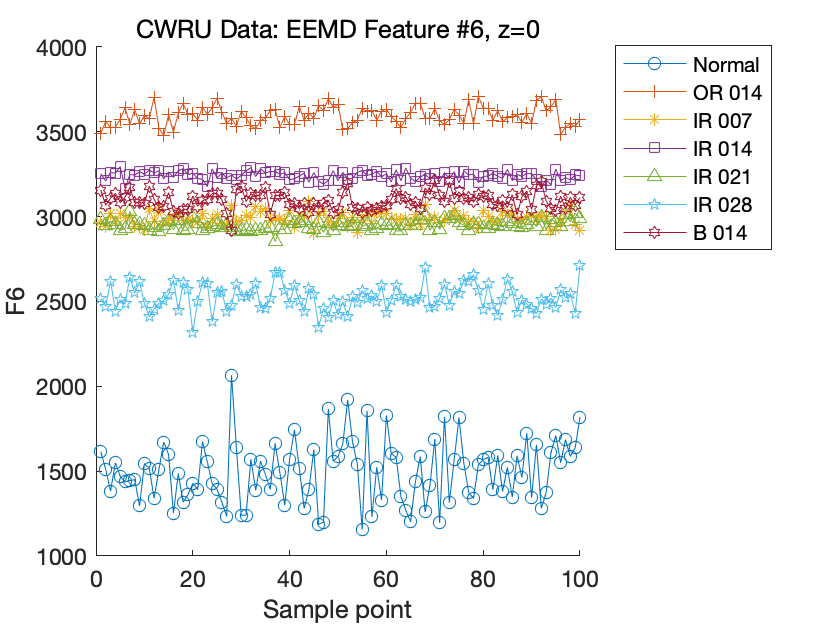 CWRU Data: EEMD Feature #6, z=0
4000
3500
3000
2500
2000
1500
1000
F6
0
20
40
60
80
100
Sample point
Normal
OR 014
IR 007
IR 014
IR 021
IR 028
B 014